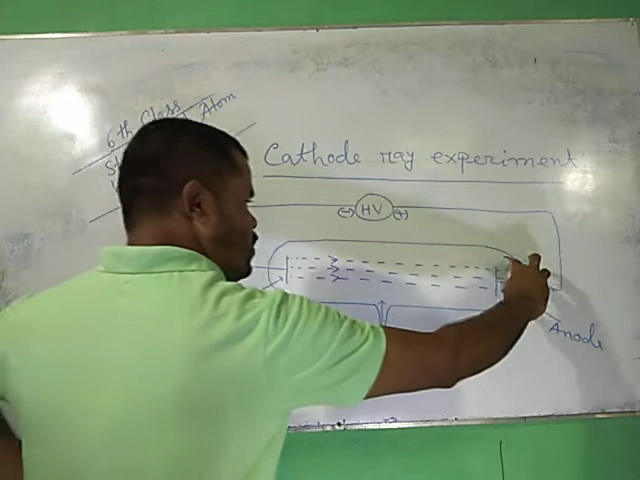 6th Class
Atom
Cathode ray experiment
(-) HV (+)
Anode